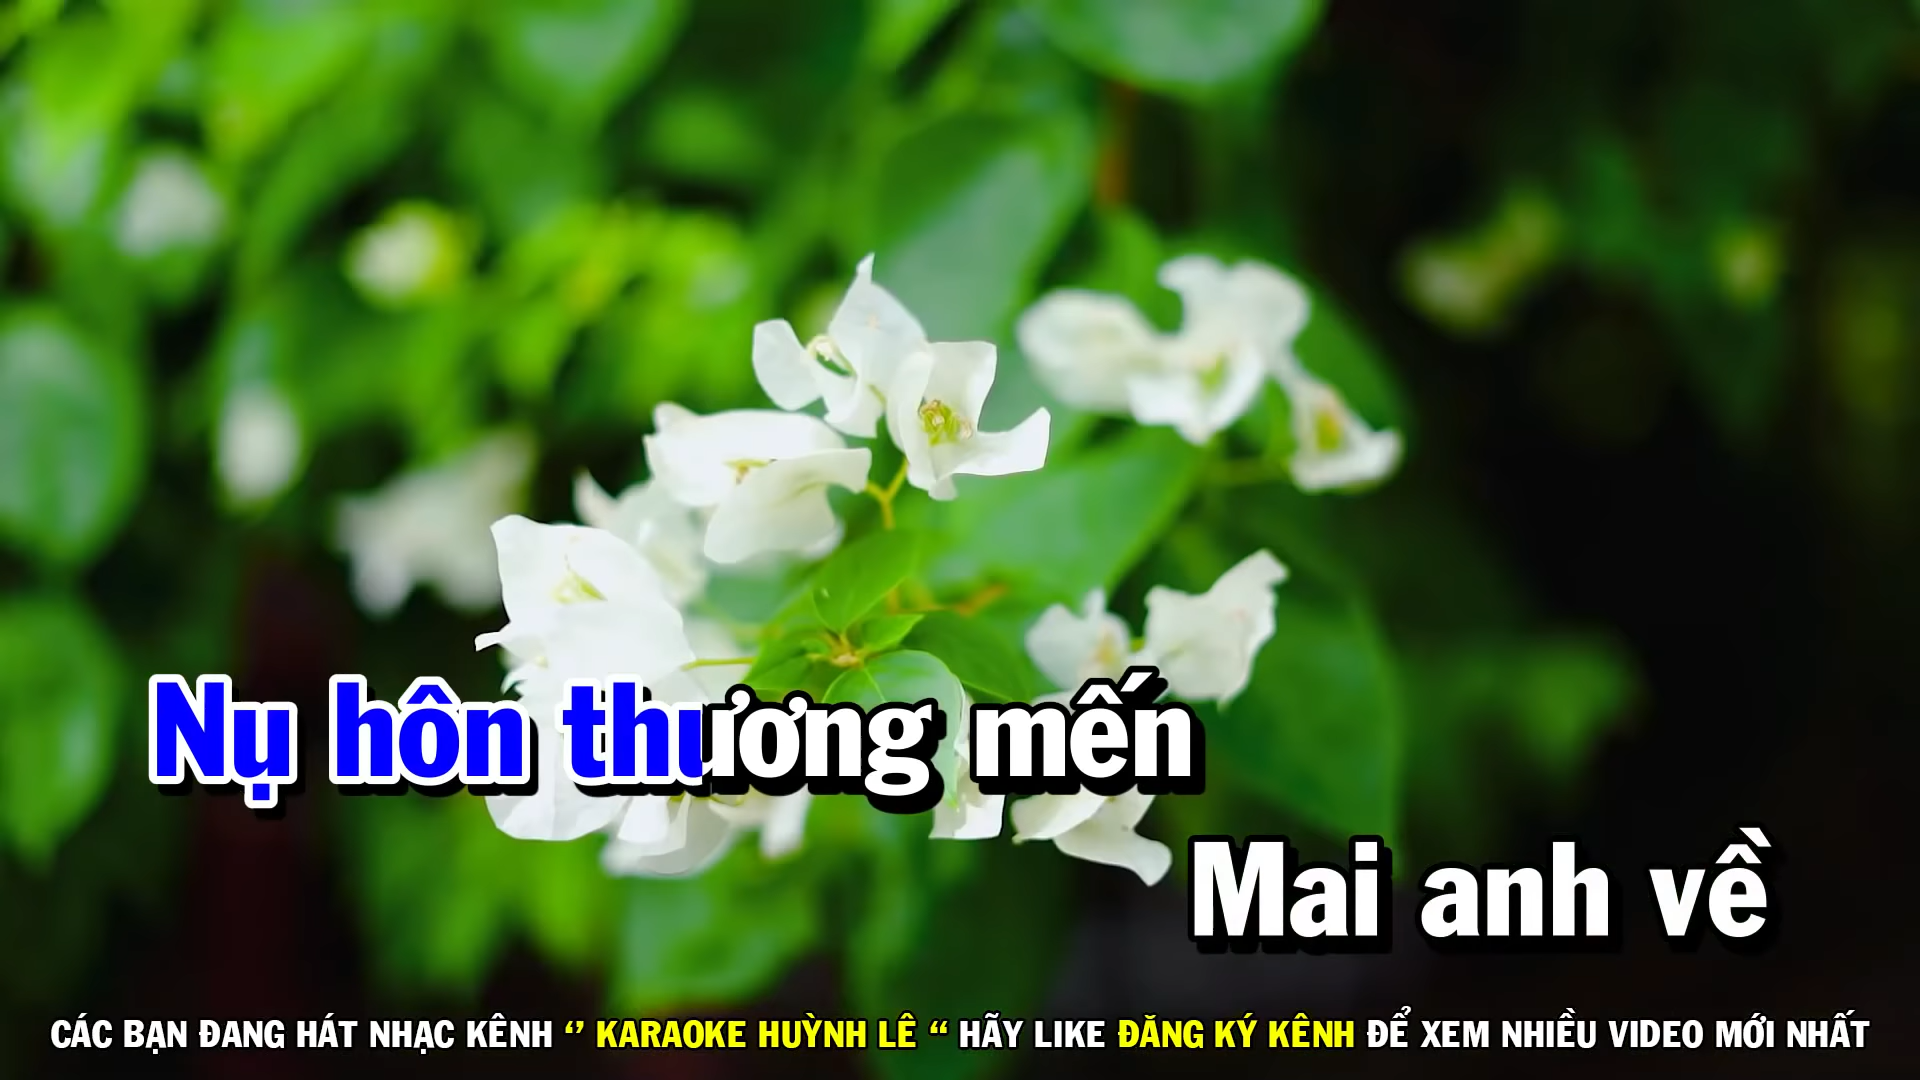 Nụ hôn thương mến
Mai anh về
CÁC BẠN ĐANG HÁT NHẠC KÊNH ‘’ KARAOKE HUỲNH LÊ “ HÃY LIKE ĐĂNG KÝ KÊNH ĐỂ XEM NHIỀU VIDEO MỚI NHẤT